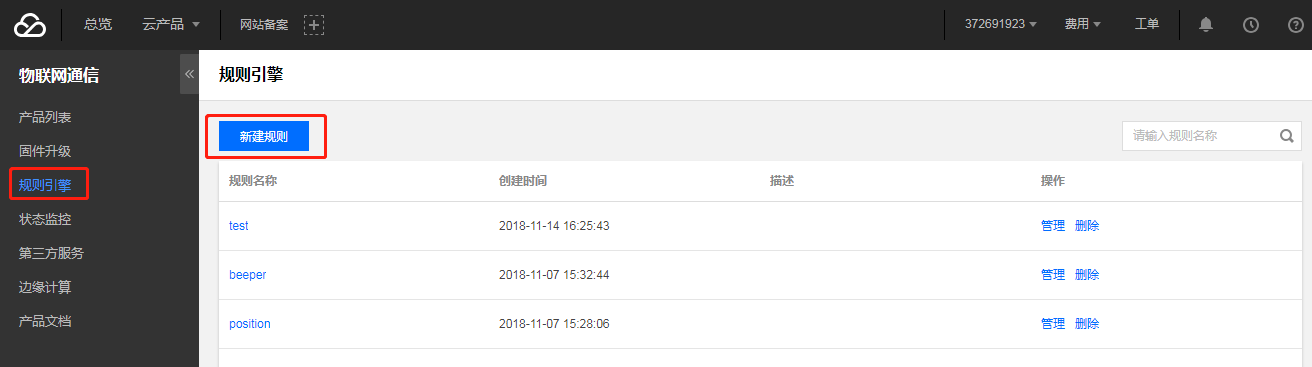 总览 云产品 网站备案 372691923 费用 工单
物联网通信
产品列表
固件升级
规则引擎
状态监控
第三方服务
边缘计算
产品文档
规则引擎
新建规则 请输入规则名称
规则名称 创建时间 描述 操作
test 2018-11-14 16:25:43 管理 删除
beeper 2018-11-07 15:32:44 管理 删除
position 2018-11-07 15:28:06 管理 删除